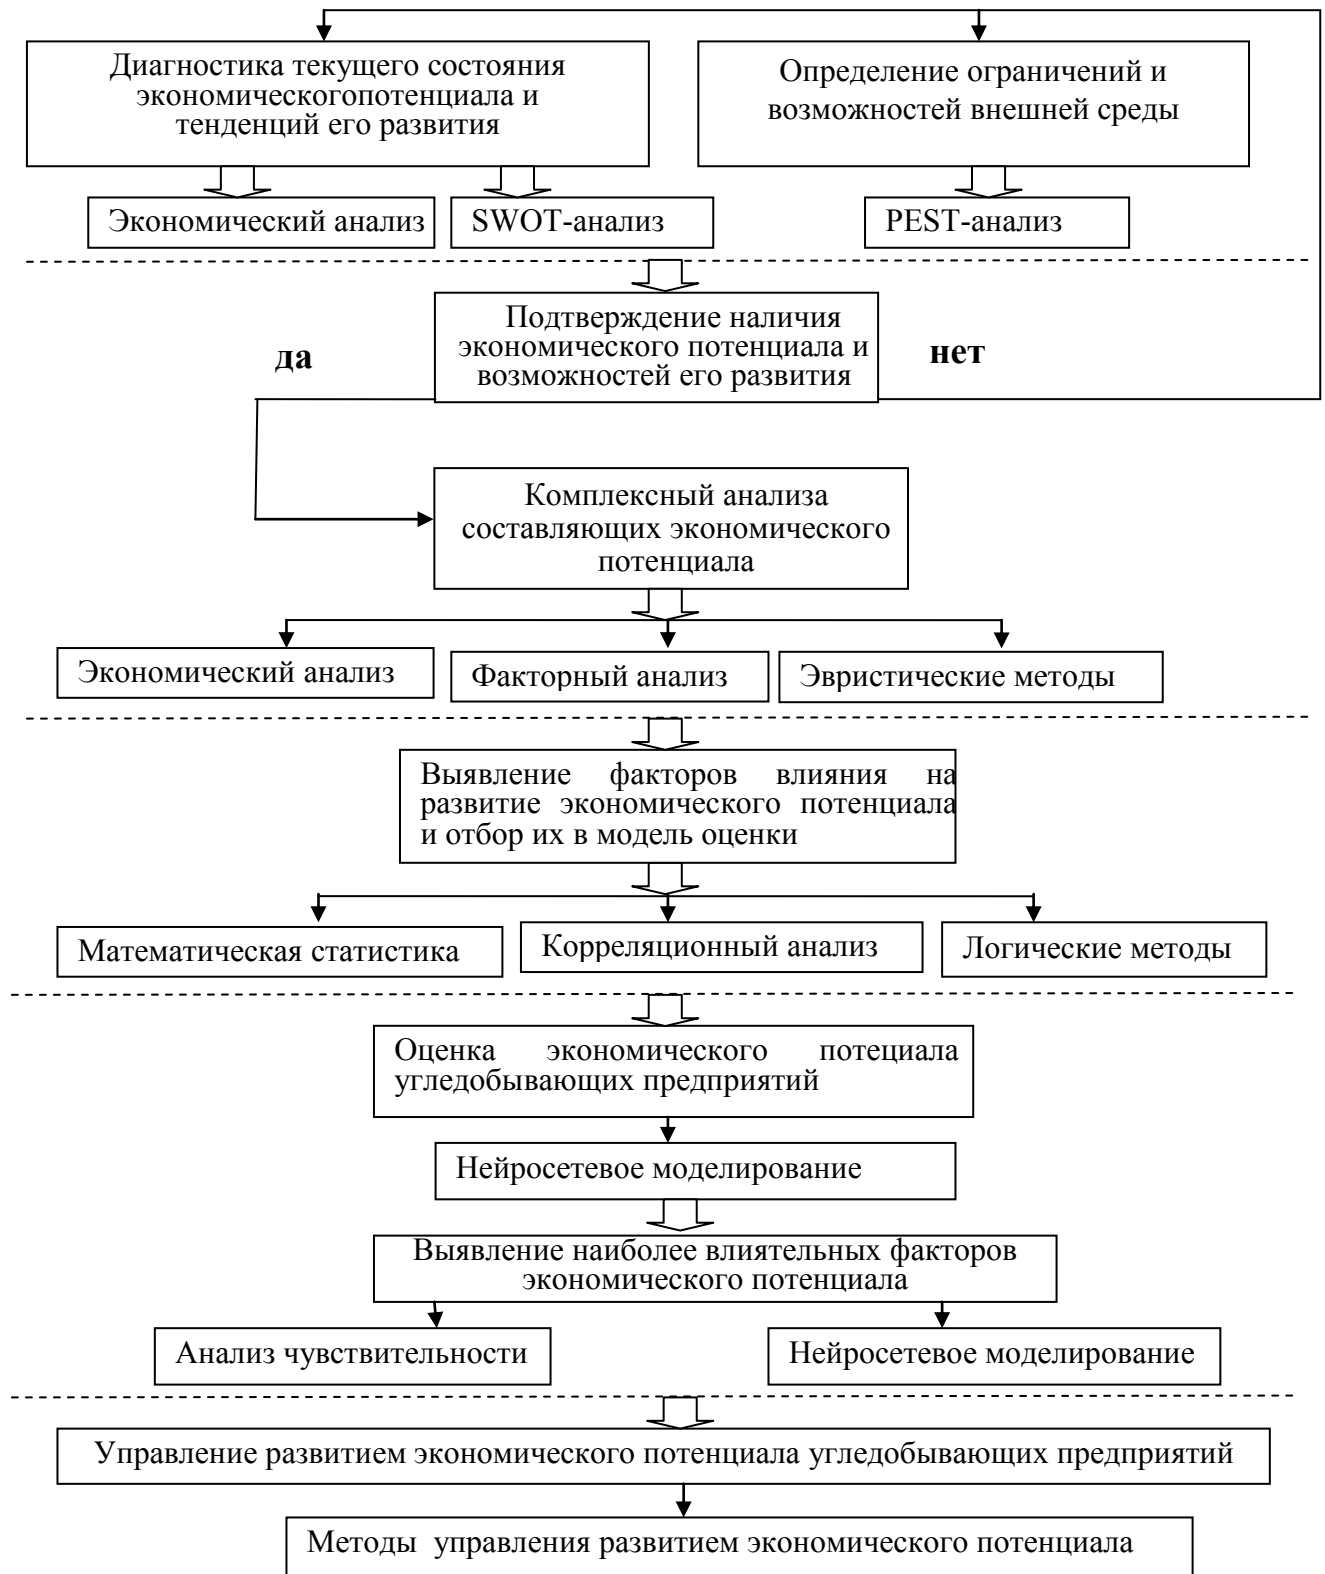 Диагностика текущего состояния
экономическогопотенциала и
тенденций его развития
Определение ограничений и
возможностей внешней среды
Экономический анализ
SWOT-анализ
PEST-анализ
Подтверждение наличия
экономического потенциала и
возможностей его развития
да
нет
Комплексный анализа
составляющих экономического
потенциала
Экономический анализ
Факторный анализ
Эвристические методы
Выявление факторов влияния на
развитие экономического потенциала
и отбор их в модель оценки
Математическая статистика
Корреляционный анализ
Логические методы
Оценка экономического потециала
угледобывающих предприятий
Нейросетевое моделирование
Выявление наиболее влиятельных факторов
экономического потенциала
Анализ чувствительности
Нейросетевое моделирование
Управление развитием экономического потенциала угледобывающих предприятий
Методы управления развитием экономического потенциала